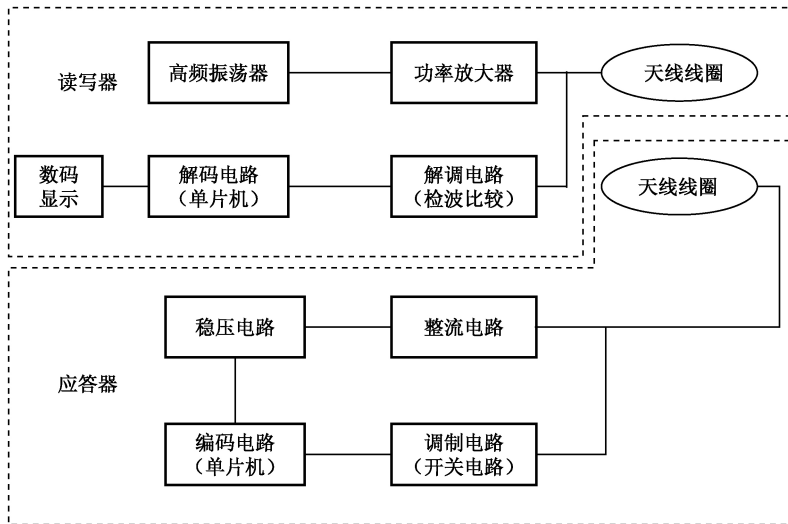 读写器
高频振荡器
功率放大器
天线线圈
数码
显示
解码电路
（单片机）
解调电路
（检波比较）
天线线圈
稳压电路
整流电路
应答器
编码电路
（单片机）
调制电路
（开关电路）